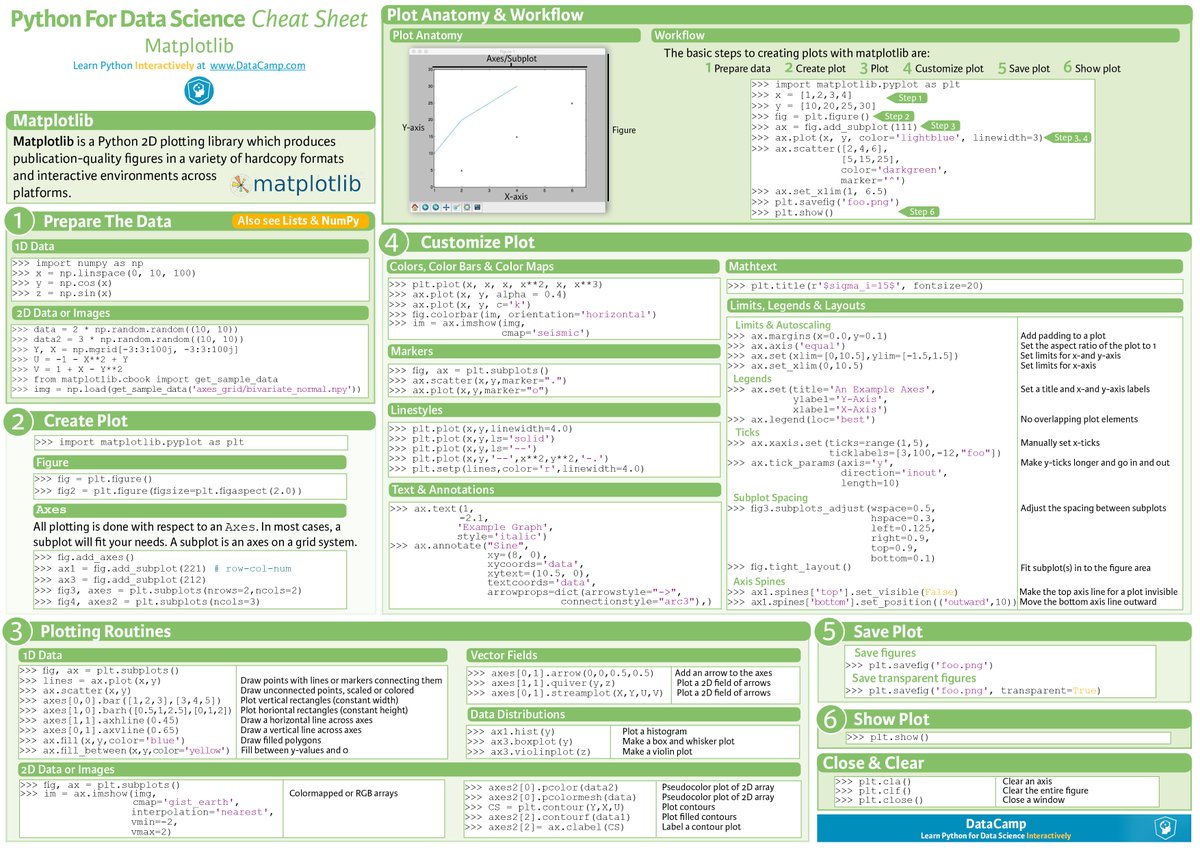 Python For Data Science Cheat Sheet
Matplotlib
Learn Python Interactively at www.DataCamp.com
Matplotlib
Matplotlib is a Python 2D plotting library which produces
publication-quality figures in a variety of hardcopy formats
and interactive environments across
platforms.
matplotlib
1 Prepare The Data
Also see Lists & NumPy
1D Data
>>> import numpy as np
>>> x = np.linspace(0, 10, 100)
>>> y = np.cos(x)
>>> z = np.sin(x)
2D Data or Images
>>> data = 2 * np.random.random((10, 10))
>>> data2 = 3 * np.random.random((10, 10))
>>> Y, X = np.mgrid[-3:3:100j, -3:3:100j]
>>> U = -1 - X**2 + Y
>>> V = 1 + X - Y**2
>>> from matplotlib.cbook import get_sample_data
>>> img = np.load(get_sample_data('axes_grid/bivariate_normal.npy'))
2 Create Plot
>>> import matplotlib.pyplot as plt
Figure
>>> fig = plt.figure()
>>> fig2 = plt.figure(figsize=plt.figaspect(2.0))
Axes
All plotting is done with respect to an Axes. In most cases, a
subplot will fit your needs. A subplot is an axes on a grid system.
>>> fig.add_axes()
>>> ax1 = fig.add_subplot(221) # row-col-num
>>> ax3 = fig.add_subplot(212)
>>> fig3, axes = plt.subplots(nrows=2,ncols=2)
>>> fig4, axes2 = plt.subplots(ncols=3)
Plot Anatomy & Workflow
Plot Anatomy
Axes/Subplot
Y-axis
Figure
X-axis
Workflow
The basic steps to creating plots with matplotlib are:
1 Prepare data 2 Create plot 3 Plot 4 Customize plot 5 Save plot 6 Show plot
>>> import matplotlib.pyplot as plt
>>> x = [1,2,3,4]
>>> y = [10,20,25,30] Step 1
>>> fig = plt.figure() Step 2
>>> ax = fig.add_subplot(111) Step 3
>>> ax.plot(x, y, color='lightblue', linewidth=3) Step 3, 4
>>> ax.scatter([2,4,6],
[5,15,25],
color='darkgreen',
marker='^')
>>> ax.set_xlim(1, 6.5)
>>> plt.savefig('foo.png')
>>> plt.show() Step 6
4 Customize Plot
Colors, Color Bars & Color Maps
>>> plt.plot(x, x, x, x**2, x, x**3)
>>> ax.plot(x, y, alpha = 0.4)
>>> ax.plot(x, y, c='k')
>>> fig.colorbar(im, orientation='horizontal')
>>> im = ax.imshow(img,
cmap='seismic')
Markers
>>> fig, ax = plt.subplots()
>>> ax.scatter(x,y,marker=".")
>>> ax.plot(x,y,marker="o")
Linestyles
>>> plt.plot(x,y,linewidth=4.0)
>>> plt.plot(x,y,ls='solid')
>>> plt.plot(x,y,ls='--')
>>> plt.plot(x,y,'--',x**2,y**2,'-.')
>>> plt.setp(lines,color='r',linewidth=4.0)
Text & Annotations
>>> ax.text(1,
-2.1,
'Example Graph',
style='italic')
>>> ax.annotate("Sine",
xy=(8, 0),
xycoords='data',
xytext=(10.5, 0),
textcoords='data',
arrowprops=dict(arrowstyle="->",
connectionstyle="arc3"),)
Mathtext
>>> plt.title(r'$sigma_i=15$', fontsize=20)
Limits, Legends & Layouts
Limits & Autoscaling
>>> ax.margins(x=0.0,y=0.1) Add padding to a plot
>>> ax.axis('equal') Set the aspect ratio of the plot to 1
>>> ax.set(xlim=[0,10.5],ylim=[-1.5,1.5]) Set limits for x-and y-axis
>>> ax.set_xlim(0,10.5) Set limits for x-axis
Legends
>>> ax.set(title='An Example Axes', Set a title and x-and y-axis labels
ylabel='Y-Axis',
xlabel='X-Axis')
>>> ax.legend(loc='best') No overlapping plot elements
Ticks
>>> ax.xaxis.set(ticks=range(1,5), Manually set x-ticks
ticklabels=[3,100,-12,"foo"])
>>> ax.tick_params(axis='y', Make y-ticks longer and go in and out
direction='inout',
length=10)
Subplot Spacing
>>> fig3.subplots_adjust(wspace=0.5, Adjust the spacing between subplots
hspace=0.3,
left=0.125,
right=0.9,
top=0.9,
bottom=0.1)
>>> fig.tight_layout() Fit subplot(s) in to the figure area
Axis Spines
>>> ax1.spines['top'].set_visible(False) Make the top axis line for a plot invisible
>>> ax1.spines['bottom'].set_position(('outward',10)) Move the bottom axis line outward
3 Plotting Routines
1D Data
>>> fig, ax = plt.subplots()
>>> lines = ax.plot(x,y) Draw points with lines or markers connecting them
>>> ax.scatter(x,y) Draw unconnected points, scaled or colored
>>> axes[0,0].bar([1,2,3],[3,4,5]) Plot vertical rectangles (constant width)
>>> axes[1,0].barh([0.5,1,2.5],[0,1,2]) Plot horiontal rectangles (constant height)
>>> axes[1,1].axhline(0.45) Draw a horizontal line across axes
>>> axes[0,1].axvline(0.65) Draw a vertical line across axes
>>> ax.fill(x,y,color='blue') Draw filled polygons
>>> ax.fill_between(x,y,color='yellow') Fill between y-values and 0
Vector Fields
>>> axes[0,1].arrow(0,0,0.5,0.5) Add an arrow to the axes
>>> axes[1,1].quiver(y,z) Plot a 2D field of arrows
>>> axes[0,1].streamplot(X,Y,U,V) Plot a 2D field of arrows
Data Distributions
>>> ax1.hist(y) Plot a histogram
>>> ax3.boxplot(y) Make a box and whisker plot
>>> ax3.violinplot(z) Make a violin plot
2D Data or Images
>>> fig, ax = plt.subplots()
>>> im = ax.imshow(img, Colormapped or RGB arrays
cmap='gist_earth',
interpolation='nearest',
vmin=-2,
vmax=2)
>>> axes2[0].pcolor(data2) Pseudocolor plot of 2D array
>>> axes2[0].pcolormesh(data) Pseudocolor plot of 2D array
>>> CS = plt.contour(Y,X,U) Plot contours
>>> axes2[2].contourf(data1) Plot filled contours
>>> axes2[2]= ax.clabel(CS) Label a contour plot
5 Save Plot
Save figures
>>> plt.savefig('foo.png')
Save transparent figures
>>> plt.savefig('foo.png', transparent=True)
6 Show Plot
>>> plt.show()
Close & Clear
>>> plt.cla() Clear an axis
>>> plt.clf() Clear the entire figure
>>> plt.close() Close a window
DataCamp
Learn Python for Data Science Interactively